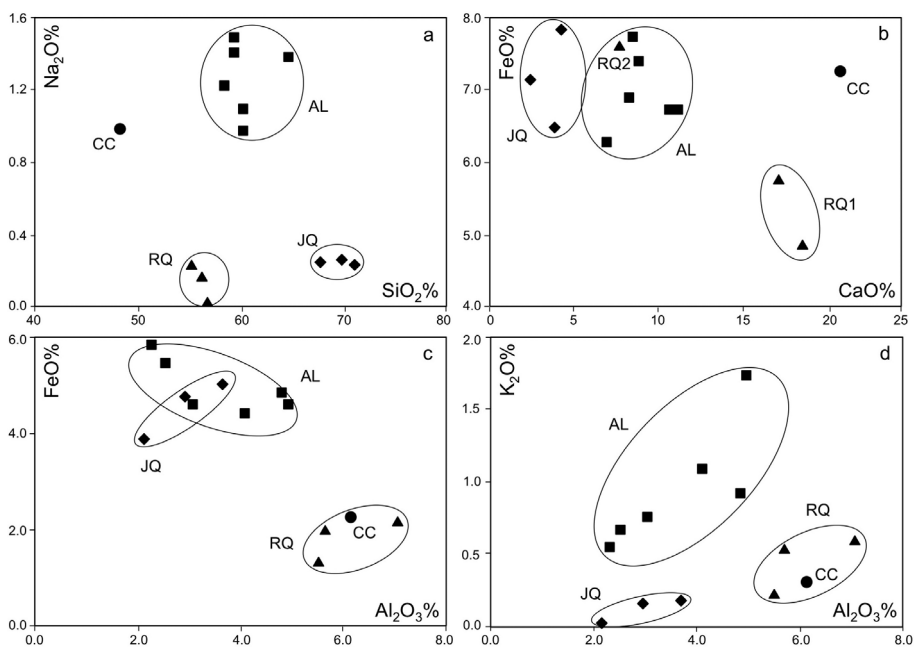 1.6
1.2
0.8
0.4
0.0
40
50
60
70
80
Na₂O%
SiO₂%
a
AL
CC
RQ
JQ
8.0
7.0
6.0
5.0
4.0
0
5
10
15
20
25
FeO%
CaO%
b
RQ2
JQ
AL
CC
RQ1
6.0
4.0
2.0
0.0
0.0
2.0
4.0
6.0
8.0
FeO%
Al₂O₃%
c
AL
JQ
RQ
CC
2.0
1.5
1.0
0.5
0.0
0.0
2.0
4.0
6.0
8.0
K₂O%
Al₂O₃%
d
AL
RQ
CC
JQ